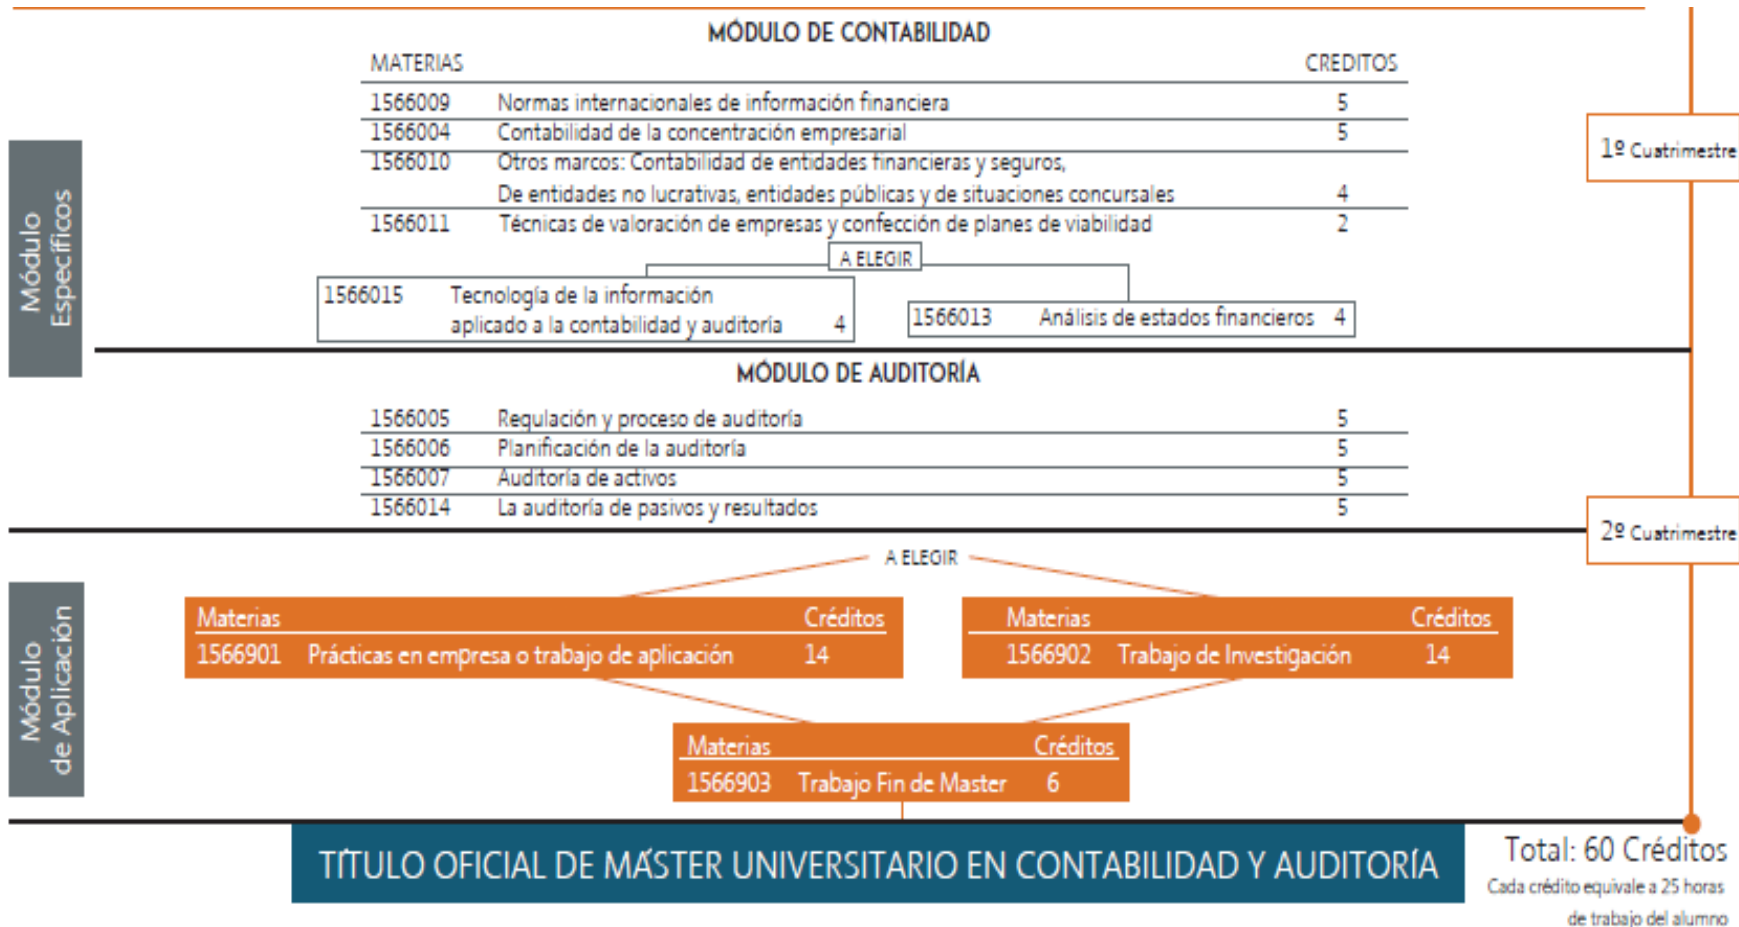 MÓDULO DE CONTABILIDAD
MATERIAS CREDITOS
1566009 Normas internacionales de información financiera 5
1566004 Contabilidad de la concentración empresarial 5
1566010 Otros marcos: Contabilidad de entidades financieras y seguros,
De entidades no lucrativas, entidades públicas y de situaciones concursales 4
1566011 Técnicas de valoración de empresas y confección de planes de viabilidad 2
1º Cuatrimestre
Módulo
Específicos
A ELEGIR
1566015 Tecnología de la información
aplicado a la contabilidad y auditoría 4
1566013 Análisis de estados financieros 4
MÓDULO DE AUDITORÍA
1566005 Regulación y proceso de auditoría 5
1566006 Planificación de la auditoría 5
1566007 Auditoría de activos 5
1566014 La auditoría de pasivos y resultados 5
2º Cuatrimestre
Módulo
de Aplicación
A ELEGIR
Materias Créditos
1566901 Prácticas en empresa o trabajo de aplicación 14
Materias Créditos
1566902 Trabajo de Investigación 14
Materias Créditos
1566903 Trabajo Fin de Master 6
TÍTULO OFICIAL DE MÁSTER UNIVERSITARIO EN CONTABILIDAD Y AUDITORÍA
Total: 60 Créditos
Cada crédito equivale a 25 horas
de trabajo del alumno